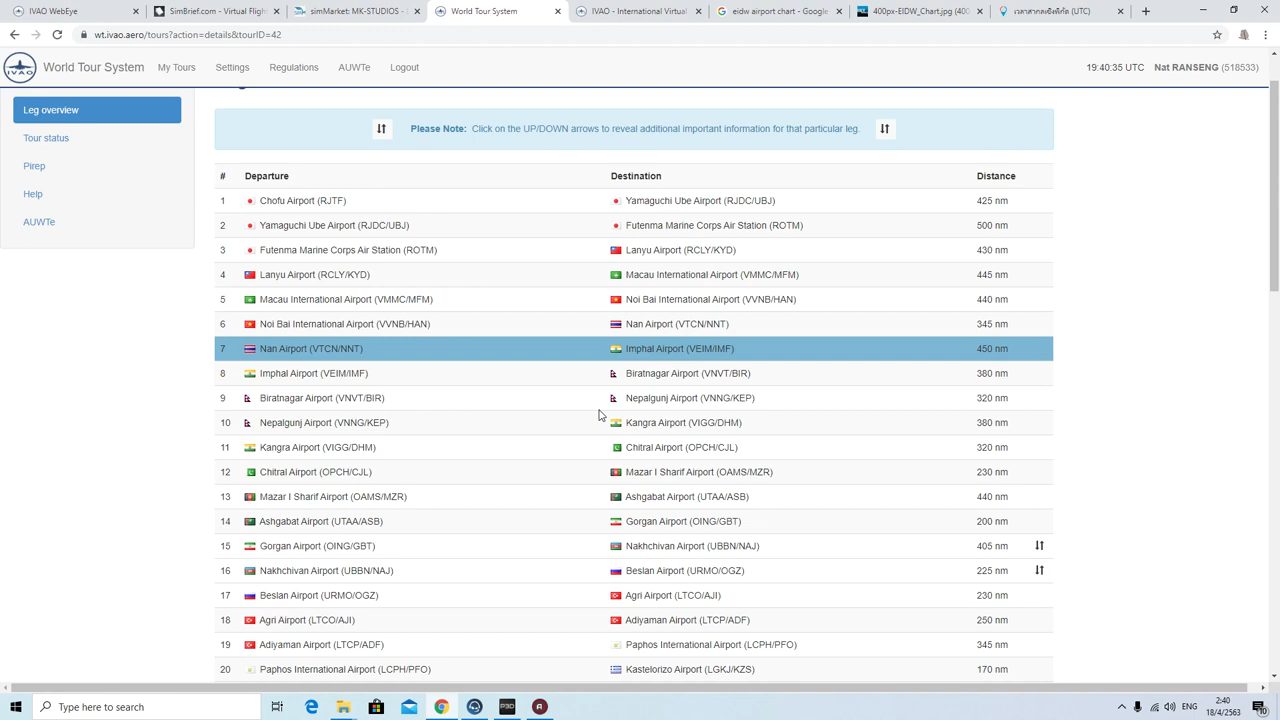 IVAO WebEye
SimBrief.com - Virtual Fligh
simMarket: MK-STUDIOS -
World Tour System
IVAO - International Virtual
eidw airport chart - Google
400px-EIDW_Chart.jpg (400
เวลาสากลเชิงพิกัด (UTC)
wt.ivao.aero/tours?action=details&tourID=42
IVAO
World Tour System My Tours Settings Regulations AUWTe Logout 19:40:35 UTC Nat RANSENG (518533)
Leg overview
Tour status
Pirep
Help
AUWTe
Please Note: Click on the UP/DOWN arrows to reveal additional important information for that particular leg.
# Departure Destination Distance
1 Chofu Airport (RJTF) Yamaguchi Ube Airport (RJDC/UBJ) 425 nm
2 Yamaguchi Ube Airport (RJDC/UBJ) Futenma Marine Corps Air Station (ROTM) 500 nm
3 Futenma Marine Corps Air Station (ROTM) Lanyu Airport (RCLY/KYD) 430 nm
4 Lanyu Airport (RCLY/KYD) Macau International Airport (VMMC/MFM) 445 nm
5 Macau International Airport (VMMC/MFM) Noi Bai International Airport (VVNB/HAN) 440 nm
6 Noi Bai International Airport (VVNB/HAN) Nan Airport (VTCN/NNT) 345 nm
7 Nan Airport (VTCN/NNT) Imphal Airport (VEIM/IMF) 450 nm
8 Imphal Airport (VEIM/IMF) Biratnagar Airport (VNVT/BIR) 380 nm
9 Biratnagar Airport (VNVT/BIR) Nepalgunj Airport (VNNG/KEP) 320 nm
10 Nepalgunj Airport (VNNG/KEP) Kangra Airport (VIGG/DHM) 380 nm
11 Kangra Airport (VIGG/DHM) Chitral Airport (OPCH/CJL) 320 nm
12 Chitral Airport (OPCH/CJL) Mazar I Sharif Airport (OAMS/MZR) 230 nm
13 Mazar I Sharif Airport (OAMS/MZR) Ashgabat Airport (UTAA/ASB) 440 nm
14 Ashgabat Airport (UTAA/ASB) Gorgan Airport (OING/GBT) 200 nm
15 Gorgan Airport (OING/GBT) Nakhchivan Airport (UBBN/NAJ) 405 nm
16 Nakhchivan Airport (UBBN/NAJ) Beslan Airport (URMO/OGZ) 225 nm
17 Beslan Airport (URMO/OGZ) Agri Airport (LTCO/AJI) 230 nm
18 Agri Airport (LTCO/AJI) Adiyaman Airport (LTCP/ADF) 250 nm
19 Adiyaman Airport (LTCP/ADF) Paphos International Airport (LCPH/PFO) 345 nm
20 Paphos International Airport (LCPH/PFO) Kastelorizo Airport (LGKJ/KZS) 170 nm
Type here to search
P3D
ENG
2:40
18/4/2563
10